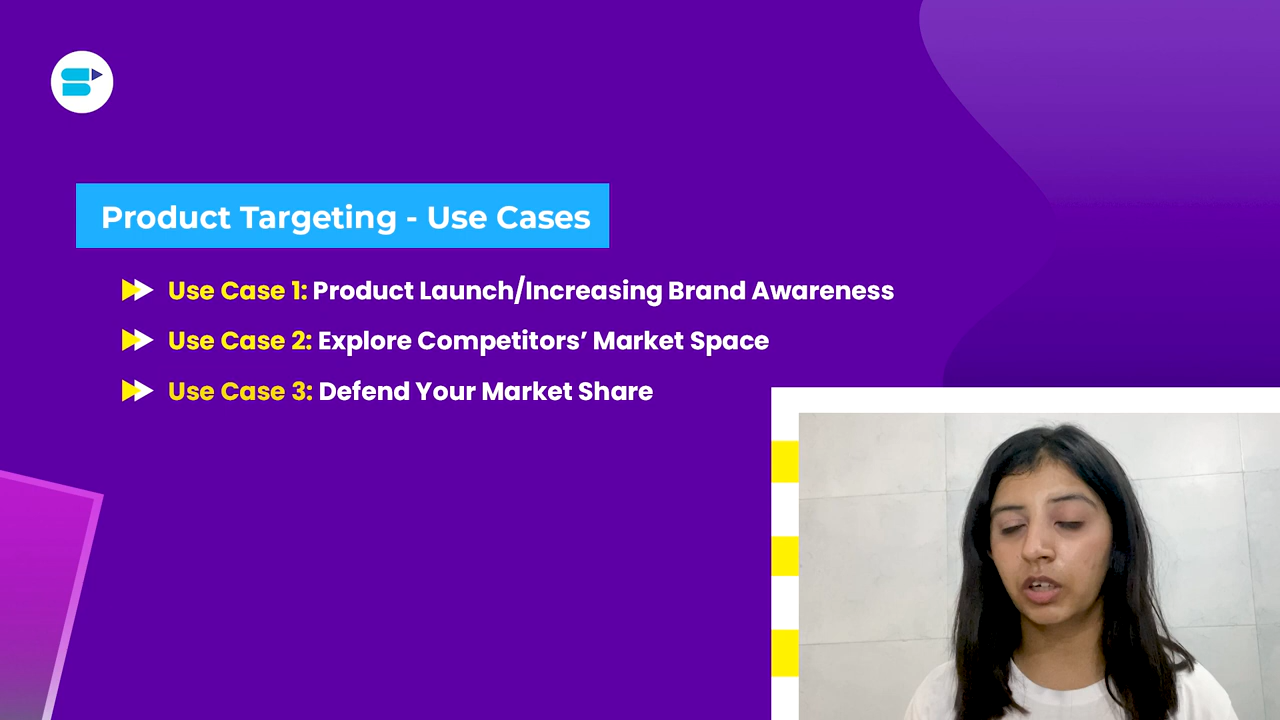 Product Targeting - Use Cases
Use Case 1: Product Launch/Increasing Brand Awareness
Use Case 2: Explore Competitors’ Market Space
Use Case 3: Defend Your Market Share